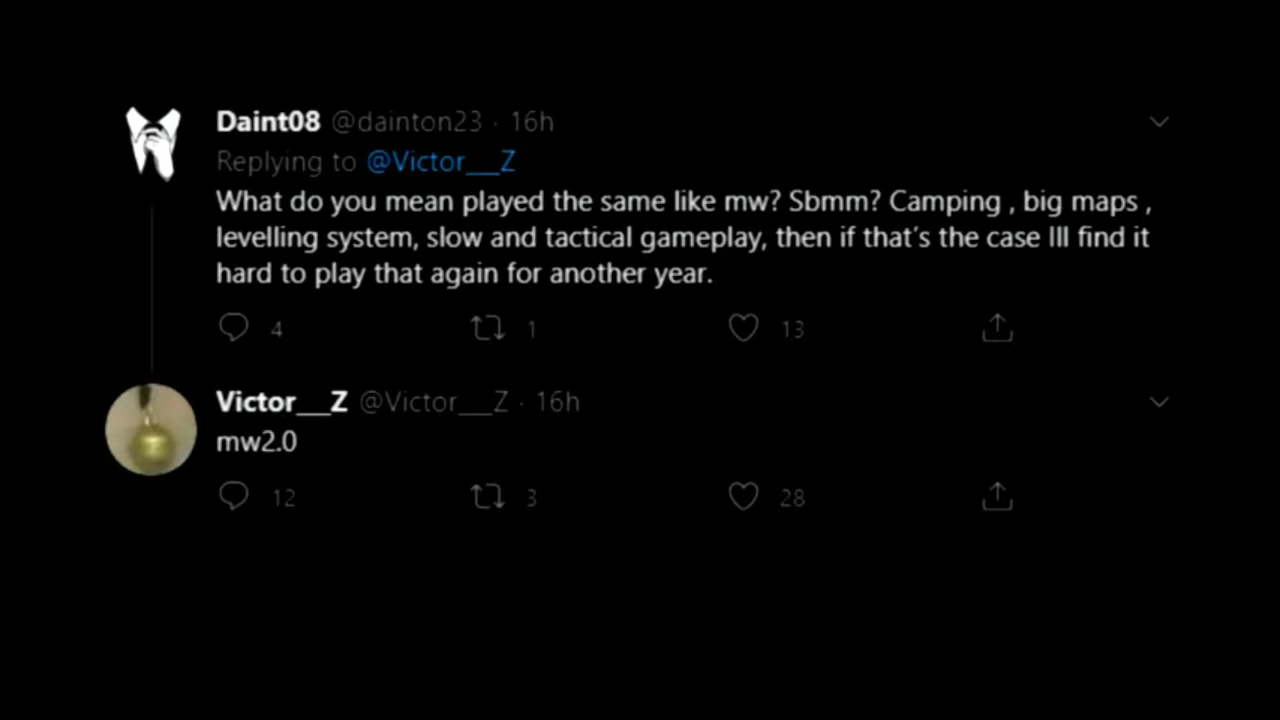 Daint08 @dainton23 · 16h
Replying to @Victor__Z
What do you mean played the same like mw? Sbmm? Camping , big maps ,
levelling system, slow and tactical gameplay, then if that's the case Ill find it
hard to play that again for another year.
4 1 13
Victor__Z @Victor__Z · 16h
mw2.0
12 3 28